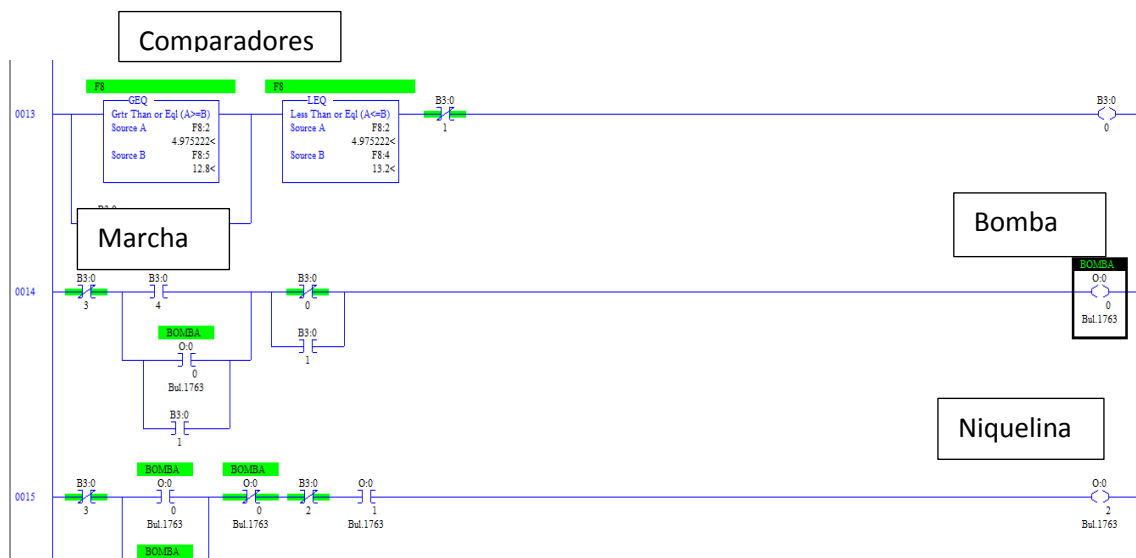 Comparadores
F8
F8
GEQ
LEQ
B3:0
B3:0
0013
Grtr Than or Eql (A>=B)
Less Than or Eql (A<=B)
1
0
Source A F8:2
Source A F8:2
4.975222<
4.975222<
Source B F8:5
Source B F8:4
12.8<
13.2<
Marcha
Bomba
BOMBA
B3:0
B3:0
B3:0
O:0
0014
3
4
0
0
Bul.1763
BOMBA
B3:0
O:0
1
0
Bul.1763
B3:0
1
Niquelina
BOMBA
BOMBA
B3:0
O:0
O:0
B3:0
O:0
O:0
0015
3
0
0
2
1
2
Bul.1763
Bul.1763
Bul.1763
Bul.1763
BOMBA